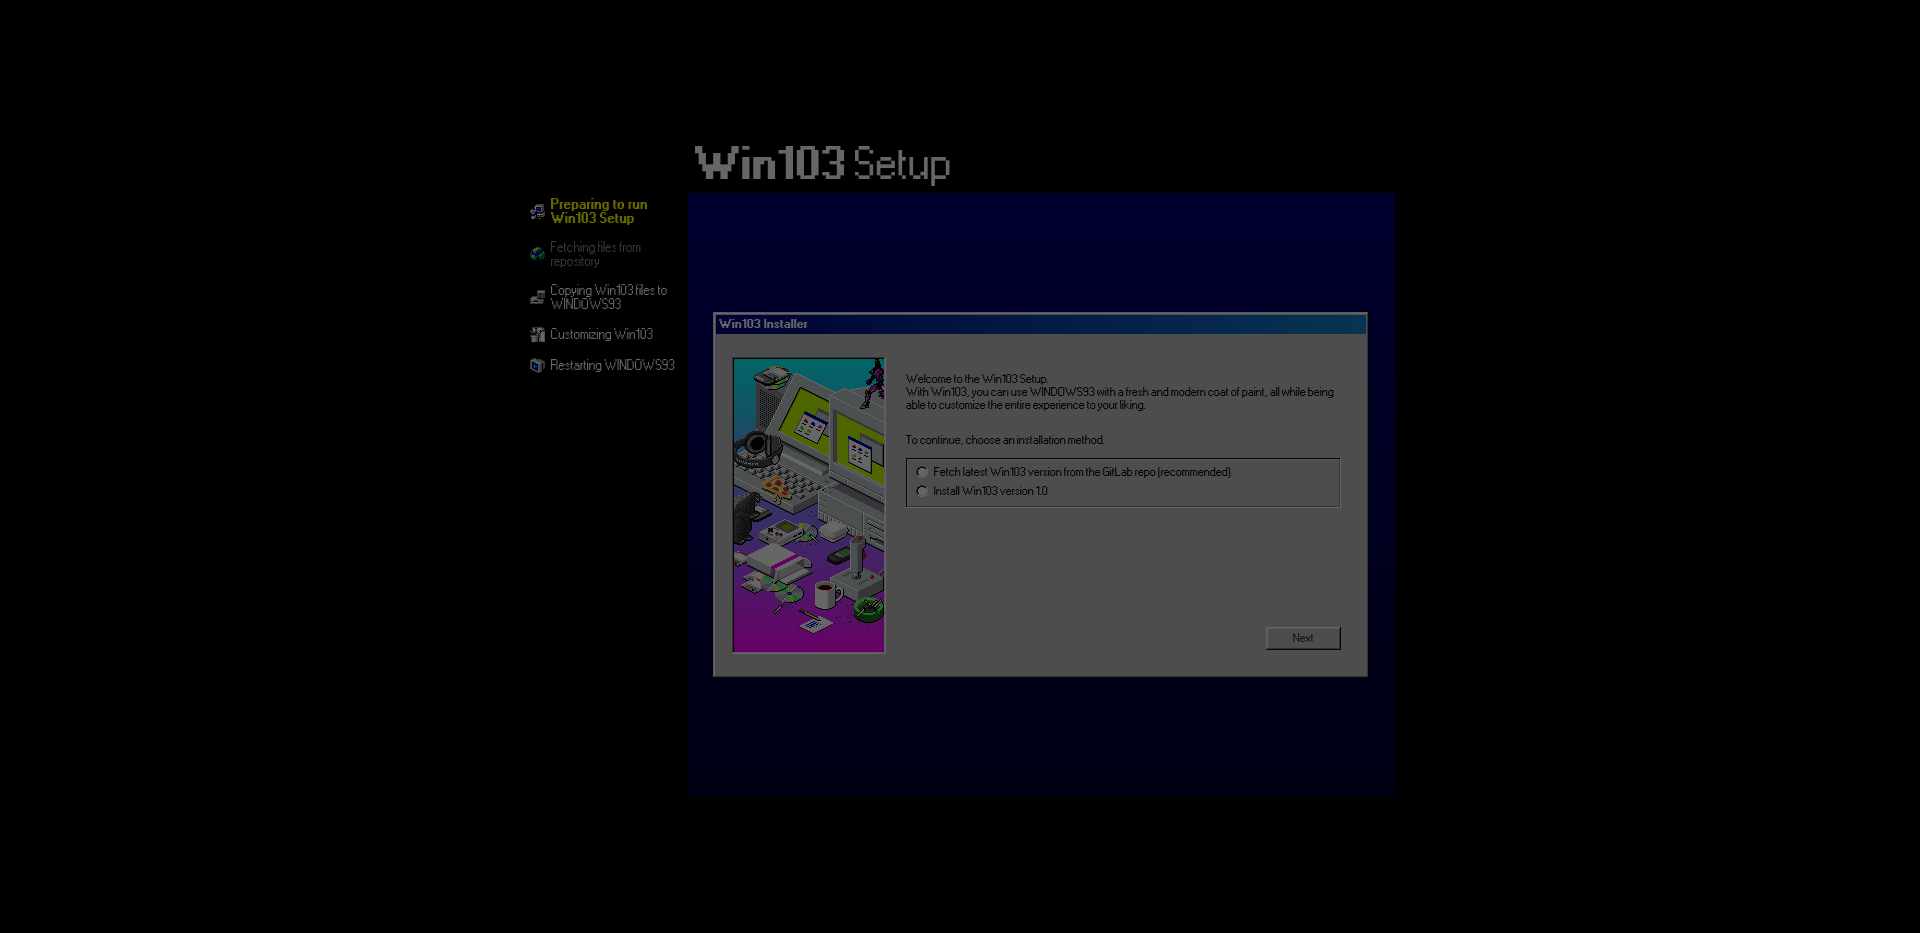 Win103 Setup
Preparing to run
Win103 Setup
Fetching files from
repository
Copying Win103 files to
WINDOWS93
Customizing Win103
Restarting WINDOWS93
Win103 Installer
Welcome to the Win103 Setup.
With Win103, you can use WINDOWS93 with a fresh and modern coat of paint, all while being
able to customize the entire experience to your liking.
To continue, choose an installation method.
Fetch latest Win103 version from the GitLab repo (recommended)
Install Win103 version 1.0
Next